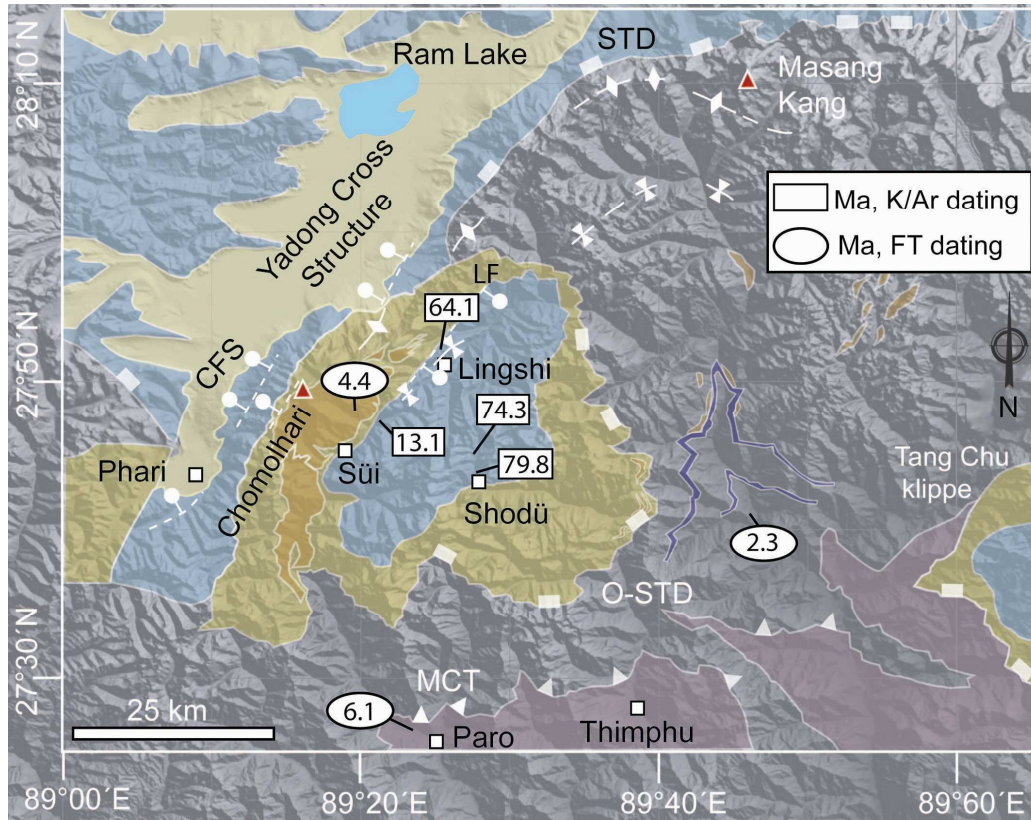 Ram Lake
STD
Masang
Kang
28°10´N
Yadong Cross
Structure
Ma, K/Ar dating
Ma, FT dating
LF
64.1
CFS
Lingshi
27°50´N
4.4
74.3
N
13.1
79.8
Phari
Chomolhari
Süi
Shodü
Tang Chu
klippe
2.3
O-STD
27°30´N
MCT
25 km
6.1
Paro
Thimphu
89°00´E
89°20´E
89°40´E
89°60´E